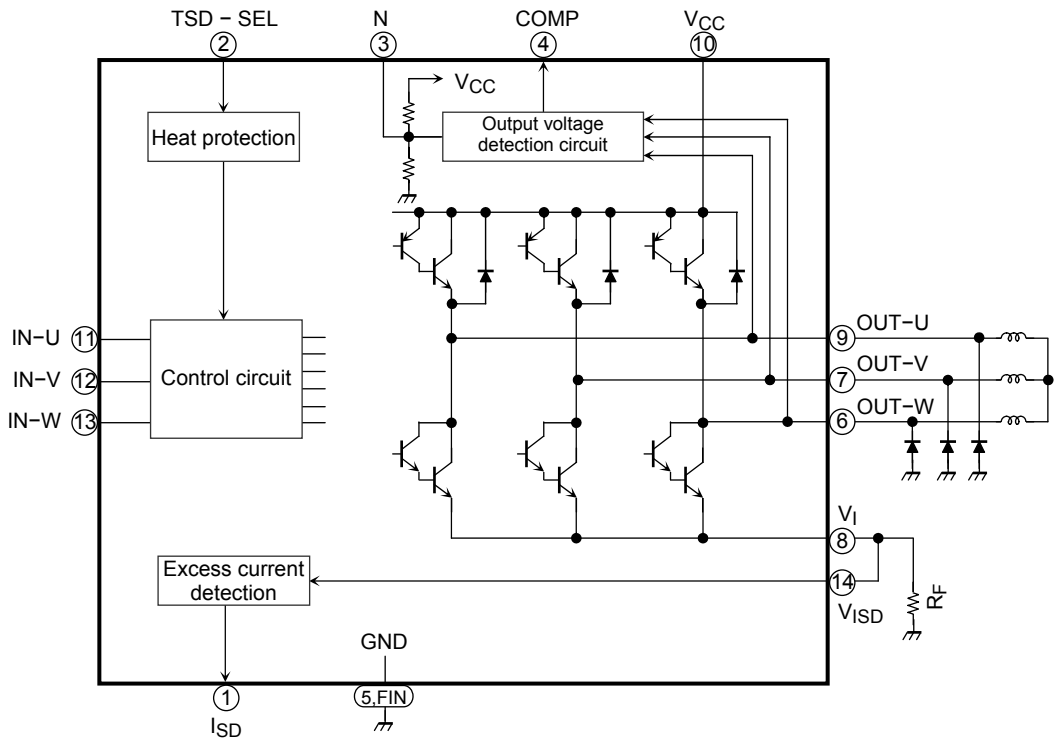 TSD – SEL
N
COMP
VCC
2
3
4
10
VCC
Heat protection
Output voltage
detection circuit
IN–U 11
IN–V 12
IN–W 13
Control circuit
9 OUT–U
7 OUT–V
6 OUT–W
VI
8
14
VISD
RF
Excess current
detection
GND
1
5,FIN
ISD